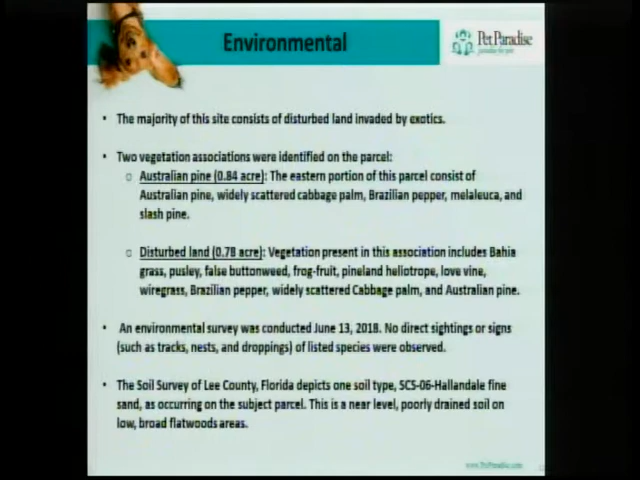 Environmental
Pet Paradise
• The majority of this site consists of disturbed land invaded by exotics.
• Two vegetation associations were identified on the parcel:
○ Australian pine (0.84 acre): The eastern portion of this parcel consist of
Australian pine, widely scattered cabbage palm, Brazilian pepper, melaleuca, and
slash pine.
○ Disturbed land (0.78 acre): Vegetation present in this association includes Bahia
grass, pusley, false buttonweed, frog-fruit, pineland heliotrope, love vine,
wiregrass, Brazilian pepper, widely scattered Cabbage palm, and Australian pine.
• An environmental survey was conducted June 13, 2018. No direct sightings or signs
(such as tracks, nests, and droppings) of listed species were observed.
• The Soil Survey of Lee County, Florida depicts one soil type, SCS-06-Hallandale fine
sand, as occurring on the subject parcel. This is a near level, poorly drained soil on
low, broad flatwoods areas.
www.PetParadise.com